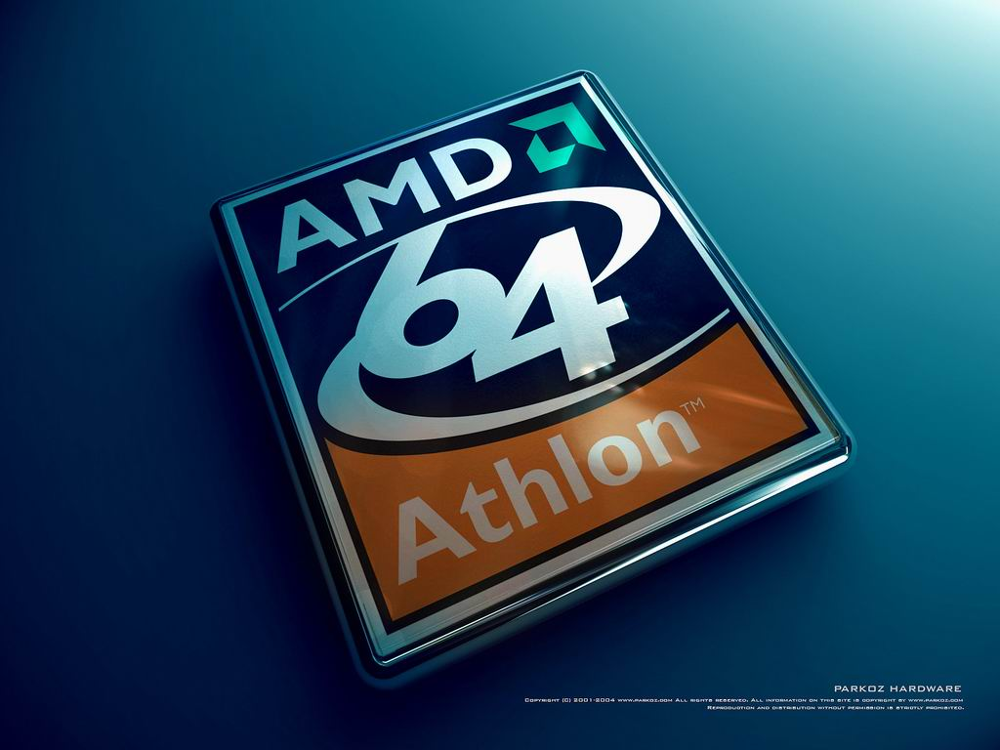 AMD
64
Athlon™
PARKOZ HARDWARE
COPYRIGHT (C) 2001-2004 WWW.PARKOZ.COM ALL RIGHTS RESERVED. ALL INFORMATION ON THIS SITE IS COPYRIGHT BY WWW.PARKOZ.COM
REPRODUCTION AND DISTRIBUTION WITHOUT PERMISSION IS STRICTLY PROHIBITED.